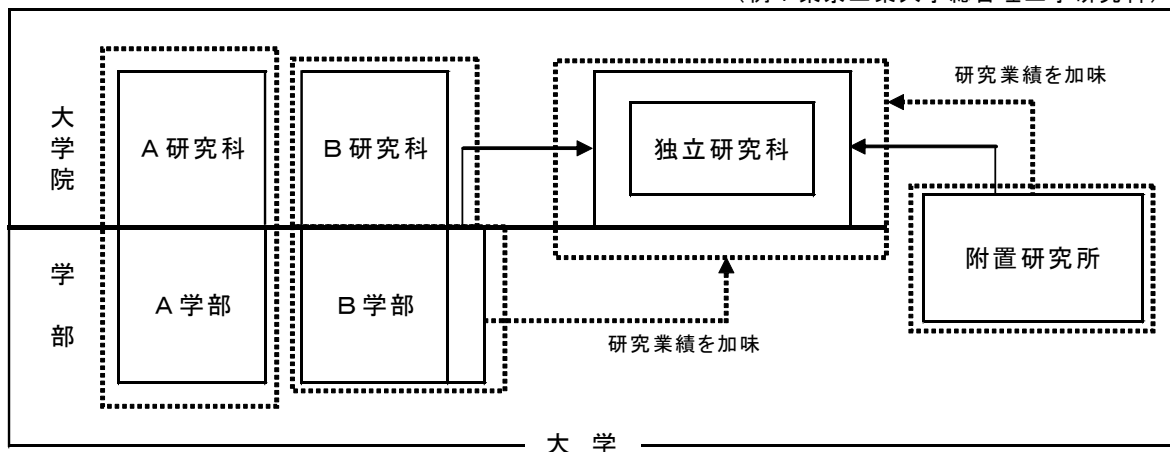 研究業績を加味
大学院
A研究科
B研究科
独立研究科
附置研究所
学部
A学部
B学部
研究業績を加味
大学